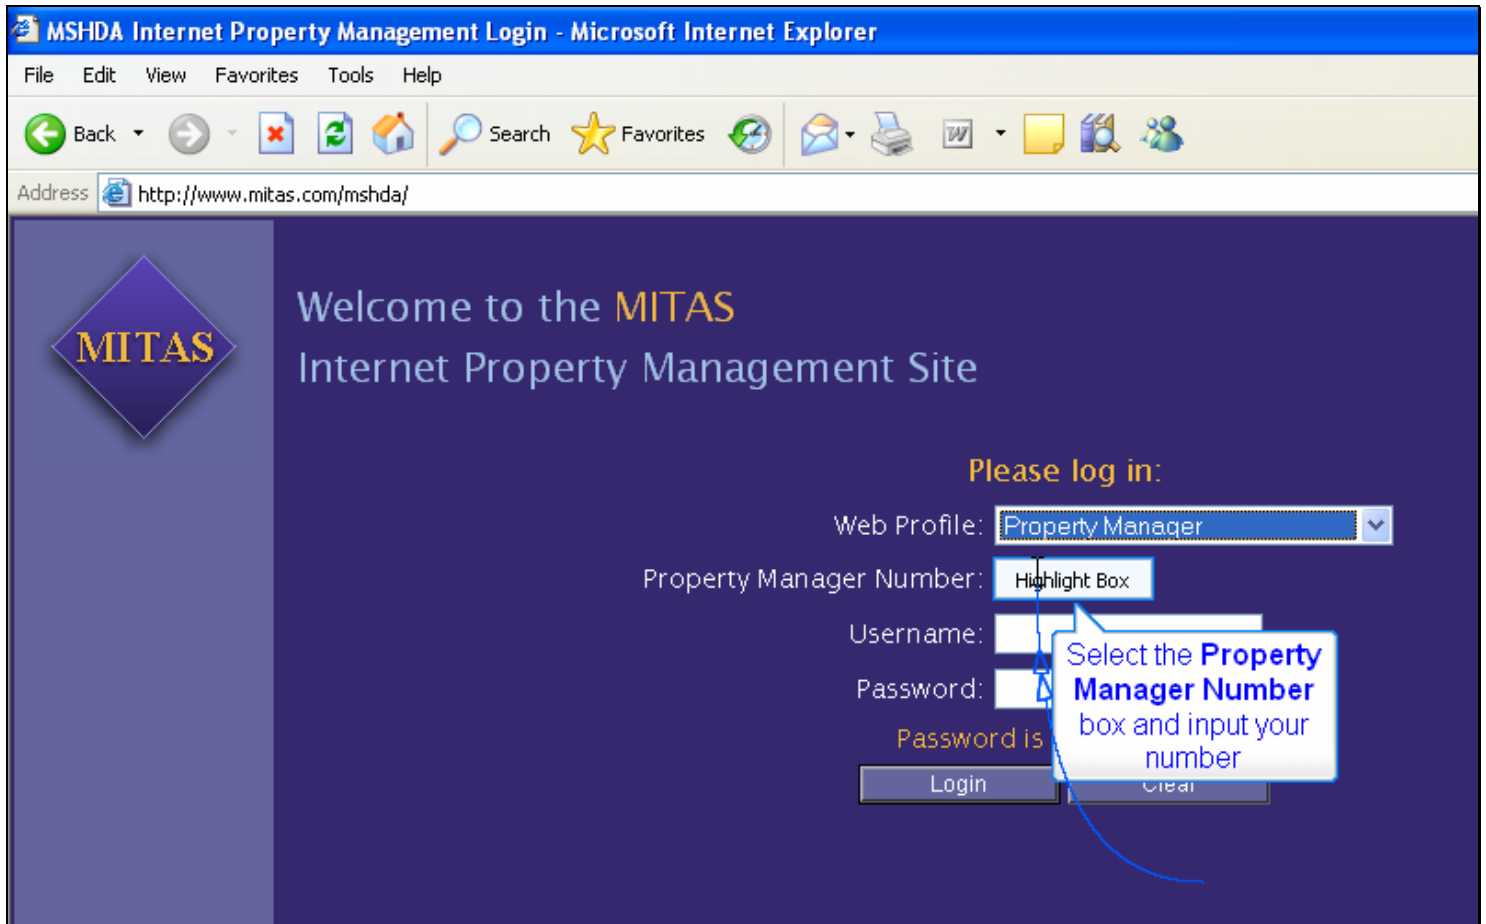 MSHDA Internet Property Management Login - Microsoft Internet Explorer
File Edit View Favorites Tools Help
Back Search Favorites
Address http://www.mitas.com/mshda/
MITAS
Welcome to the MITAS
Internet Property Management Site
Please log in:
Web Profile: Property Manager
Property Manager Number: Highlight Box
Username:
Password:
Select the Property
Manager Number
box and input your
number
Password is
Login Clear